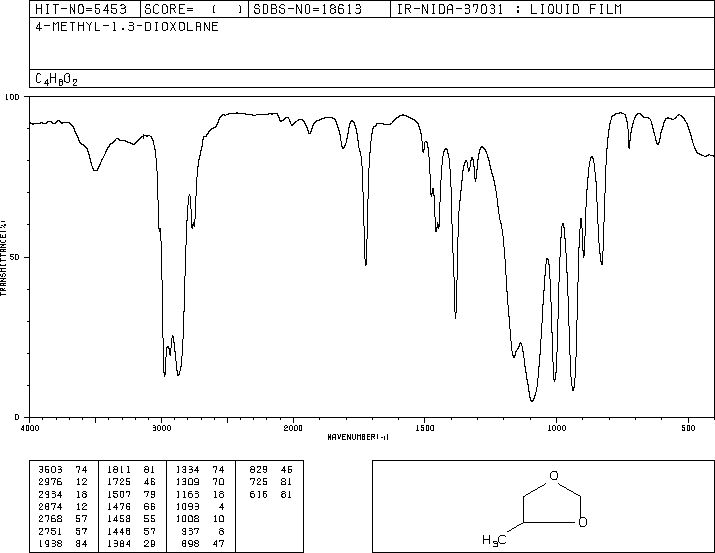 HIT-NO=5453 SCORE= ( ) SDBS-NO=18613 IR-NIDA-37031 : LIQUID FILM
4-METHYL-1,3-DIOXOLANE
C4H8O2
100
50
0
TRANSMITTANCE(%)
4000 3000 2000 1500 1000 500
WAVENUMBER(-1)
3503 74 1811 81 1334 74 829 46
2976 12 1725 46 1309 70 725 81
2934 18 1507 79 1163 18 616 81
2874 12 1476 66 1093 4
2768 57 1458 55 1008 10
2751 57 1448 57 937 8
1938 84 1384 29 898 47
O
O
H3C